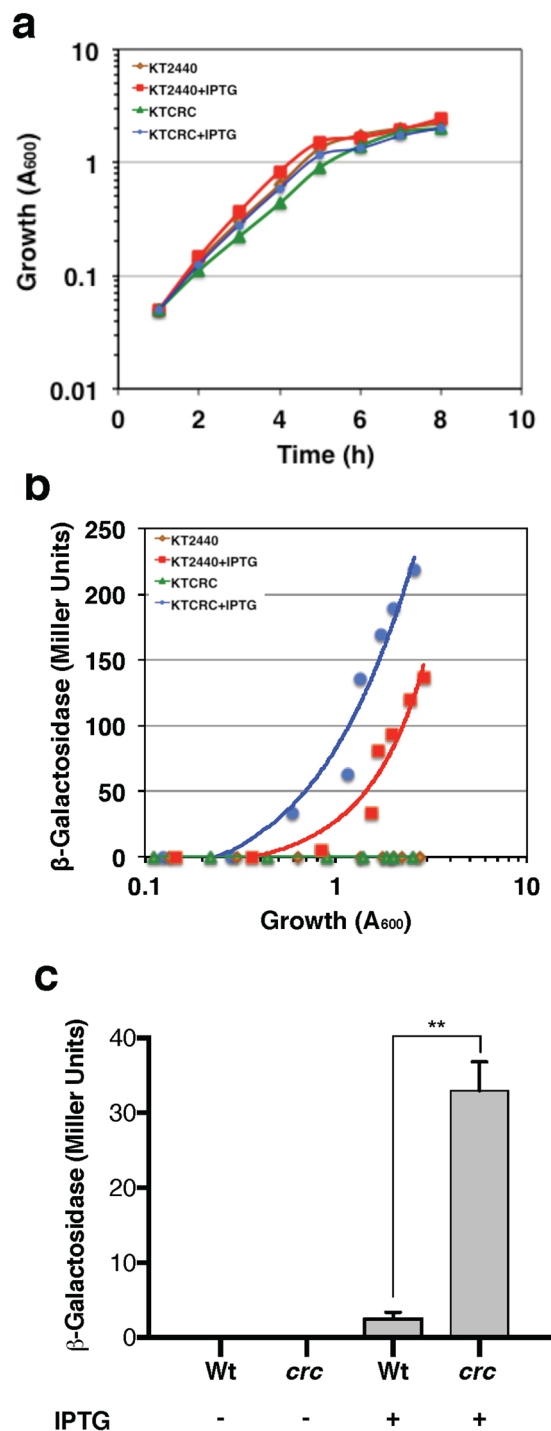 a
10
1
0.1
0.01
Growth (A600)
KT2440
KT2440+IPTG
KTCRC
KTCRC+IPTG
0 2 4 6 8 10
Time (h)
b
250
200
150
100
50
0
β-Galactosidase (Miller Units)
KT2440
KT2440+IPTG
KTCRC
KTCRC+IPTG
0.1 1 10
Growth (A600)
c
40
30
20
10
0
β-Galactosidase (Miller Units)
**
Wt crc Wt crc
IPTG - - + +